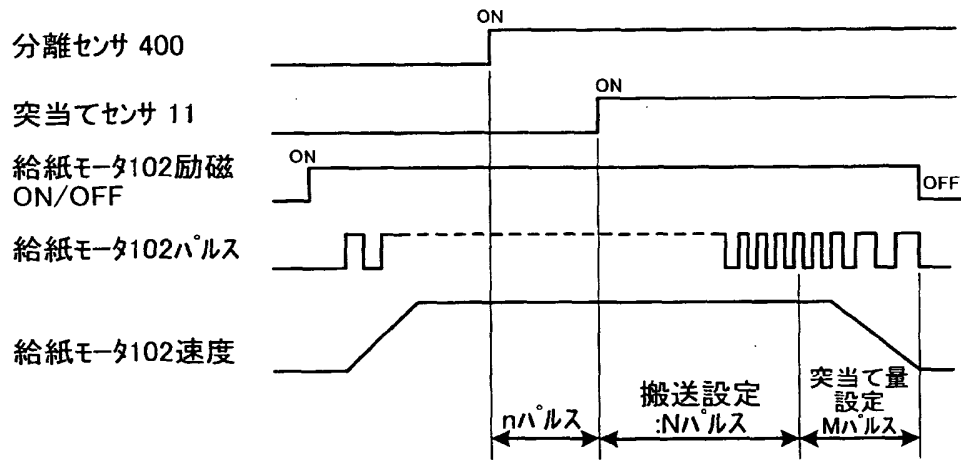 ON
分離センサ 400
ON
突当てセンサ 11
ON
給紙モータ102励磁
ON/OFF
OFF
給紙モータ102パルス
給紙モータ102速度
nパルス
搬送設定
:Nパルス
突当て量
設定
Mパルス